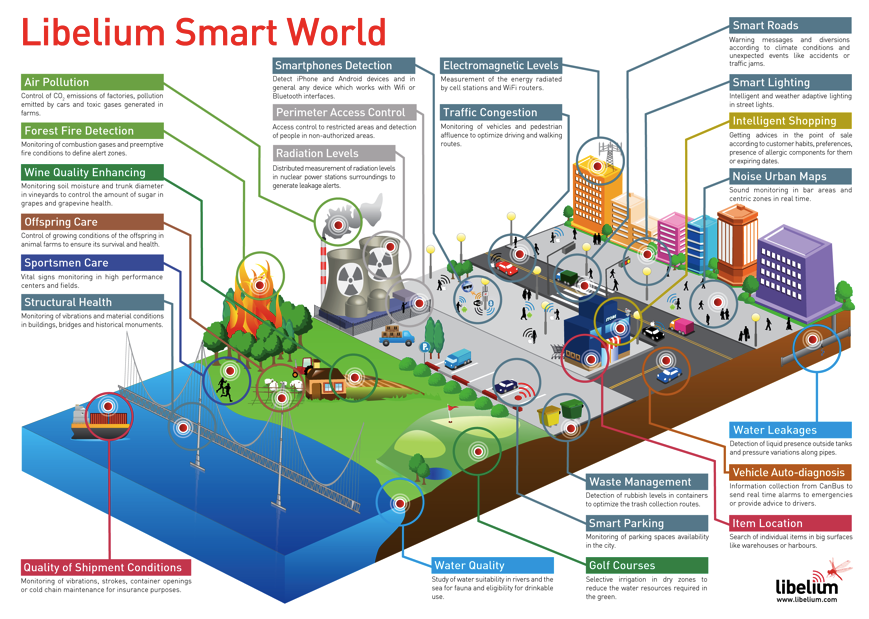 Libelium Smart World
Air Pollution
Control of CO2 emissions of factories, pollution
emitted by cars and toxic gases generated in
farms.
Forest Fire Detection
Monitoring of combustion gases and preemptive
fire conditions to define alert zones.
Wine Quality Enhancing
Monitoring soil moisture and trunk diameter
in vineyards to control the amount of sugar in
grapes and grapevine health.
Offspring Care
Control of growing conditions of the offspring in
animal farms to ensure its survival and health.
Sportsmen Care
Vital signs monitoring in high performance
centers and fields.
Structural Health
Monitoring of vibrations and material conditions
in buildings, bridges and historical monuments.
Quality of Shipment Conditions
Monitoring of vibrations, strokes, container openings
or cold chain maintenance for insurance purposes.
Smartphones Detection
Detect iPhone and Android devices and in
general any device which works with Wifi or
Bluetooth interfaces.
Perimeter Access Control
Access control to restricted areas and detection
of people in non-authorized areas.
Radiation Levels
Distributed measurement of radiation levels
in nuclear power stations surroundings to
generate leakage alerts.
Electromagnetic Levels
Measurement of the energy radiated
by cell stations and WiFi routers.
Traffic Congestion
Monitoring of vehicles and pedestrian
affluence to optimize driving and walking
routes.
Smart Roads
Warning messages and diversions
according to climate conditions and
unexpected events like accidents or
traffic jams.
Smart Lighting
Intelligent and weather adaptive lighting
in street lights.
Intelligent Shopping
Getting advices in the point of sale
according to customer habits, preferences,
presence of allergic components for them
or expiring dates.
Noise Urban Maps
Sound monitoring in bar areas and
centric zones in real time.
Water Leakages
Detection of liquid presence outside tanks
and pressure variations along pipes.
Vehicle Auto-diagnosis
Information collection from CanBus to
send real time alarms to emergencies
or provide advice to drivers.
Item Location
Search of individual items in big surfaces
like warehouses or harbours.
Waste Management
Detection of rubbish levels in containers
to optimize the trash collection routes.
Smart Parking
Monitoring of parking spaces availability
in the city.
Golf Courses
Selective irrigation in dry zones to
reduce the water resources required in
the green.
Water Quality
Study of water suitability in rivers and the
sea for fauna and eligibility for drinkable
use.
P
libelium
www.libelium.com